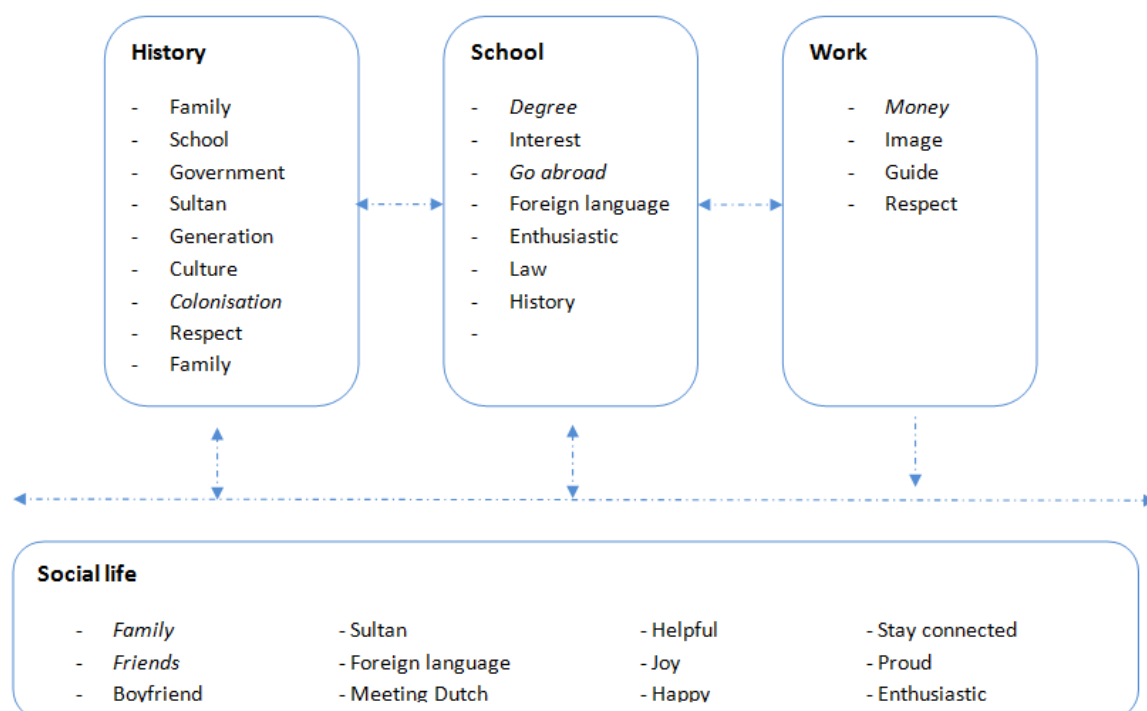 History
- Family
- School
- Government
- Sultan
- Generation
- Culture
- Colonisation
- Respect
- Family
School
- Degree
- Interest
- Go abroad
- Foreign language
- Enthusiastic
- Law
- History
-
Work
- Money
- Image
- Guide
- Respect
Social life
- Family - Sultan - Helpful - Stay connected
- Friends - Foreign language - Joy - Proud
- Boyfriend - Meeting Dutch - Happy - Enthusiastic